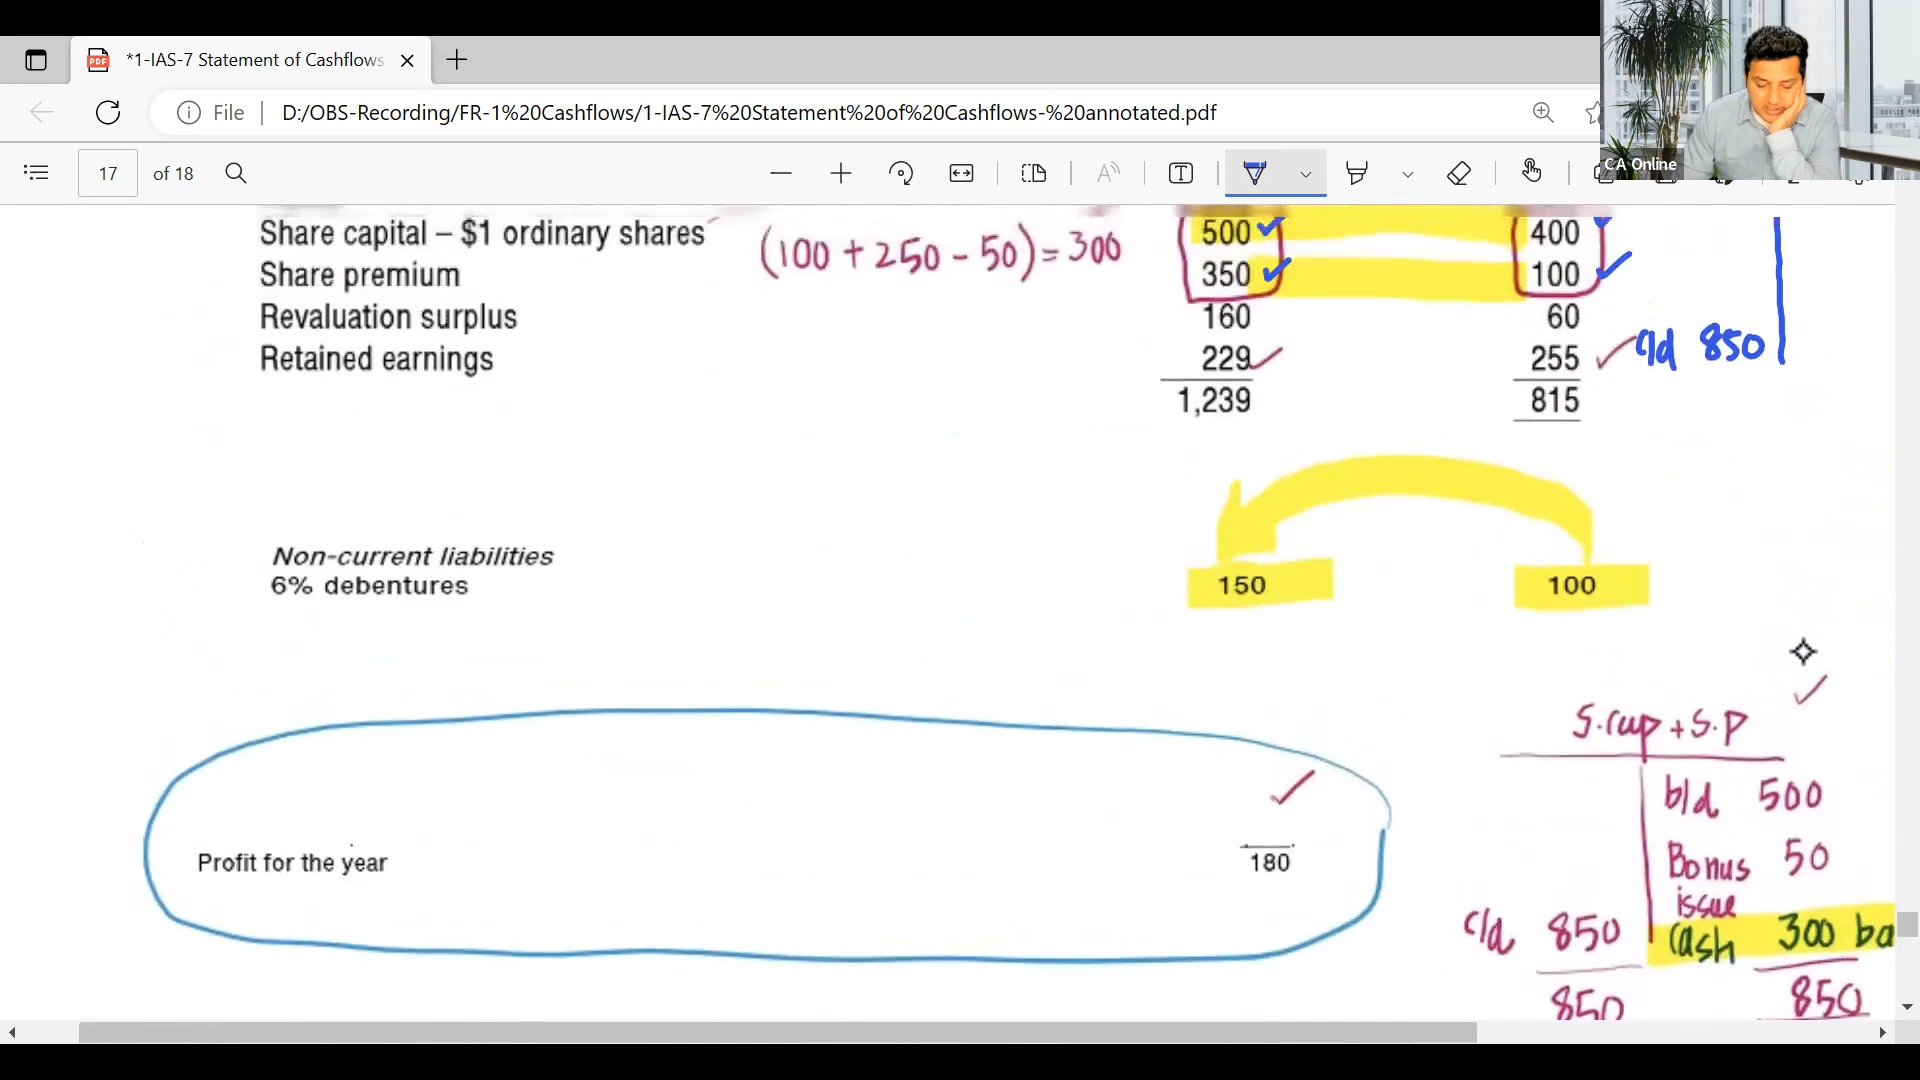 *1-IAS-7 Statement of Cashflows
File D:/OBS-Recording/FR-1%20Cashflows/1-IAS-7%20Statement%20of%20Cashflows-%20annotated.pdf
C A Online
17 of 18
Share capital – $1 ordinary shares (100 + 250 - 50) = 300 500 400
Share premium 350 100
Revaluation surplus 160 60
Retained earnings 229 255 c/d 850
1,239 815
Non-current liabilities
6% debentures 150 100
S.cap + S.P
b/d 500
Profit for the year 180
Bonus issue 50
c/d 850 Cash 300 ba
850 850